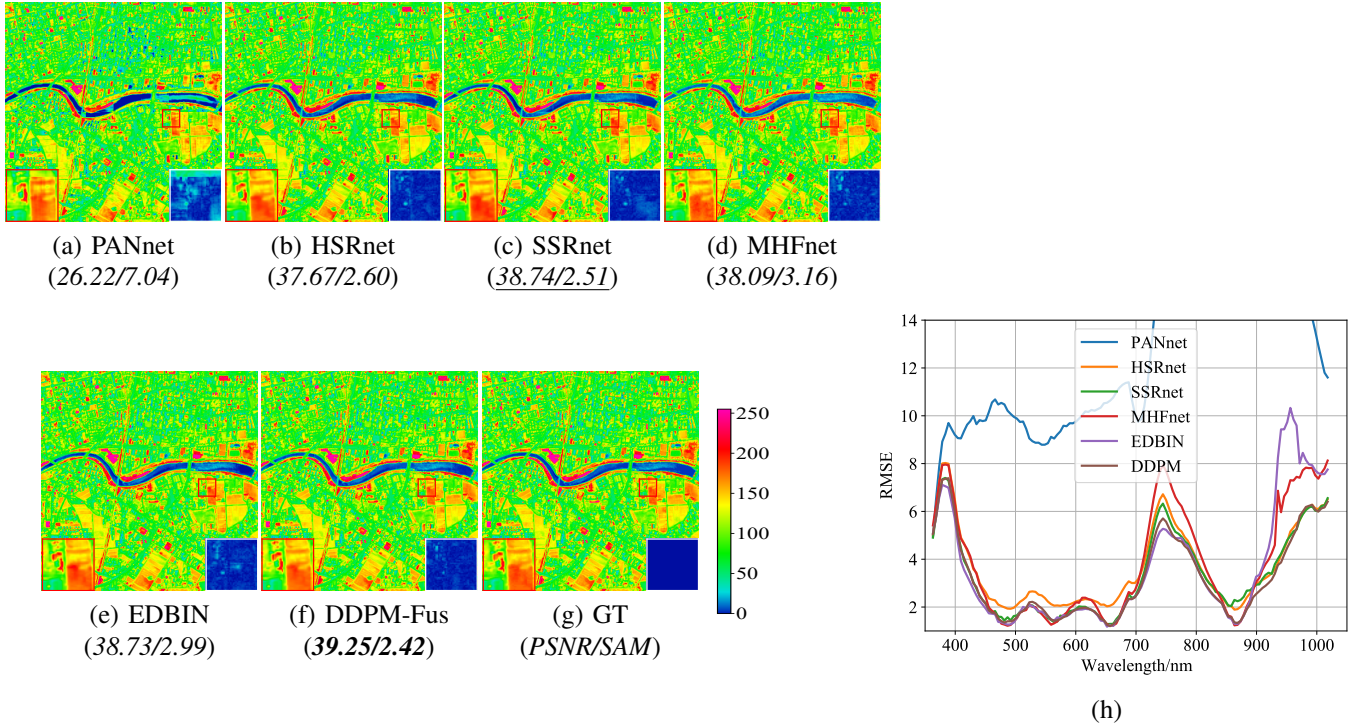 (a) PANnet
(26.22/7.04)
(b) HSRnet
(37.67/2.60)
(c) SSRnet
(38.74/2.51)
(d) MHFnet
(38.09/3.16)
250
200
150
100
50
0
(e) EDBIN
(38.73/2.99)
(f) DDPM-Fus
(39.25/2.42)
(g) GT
(PSNR/SAM)
14
12
10
8
6
4
2
RMSE
PANnet
HSRnet
SSRnet
MHFnet
EDBIN
DDPM
400 500 600 700 800 900 1000
Wavelength/nm
(h)